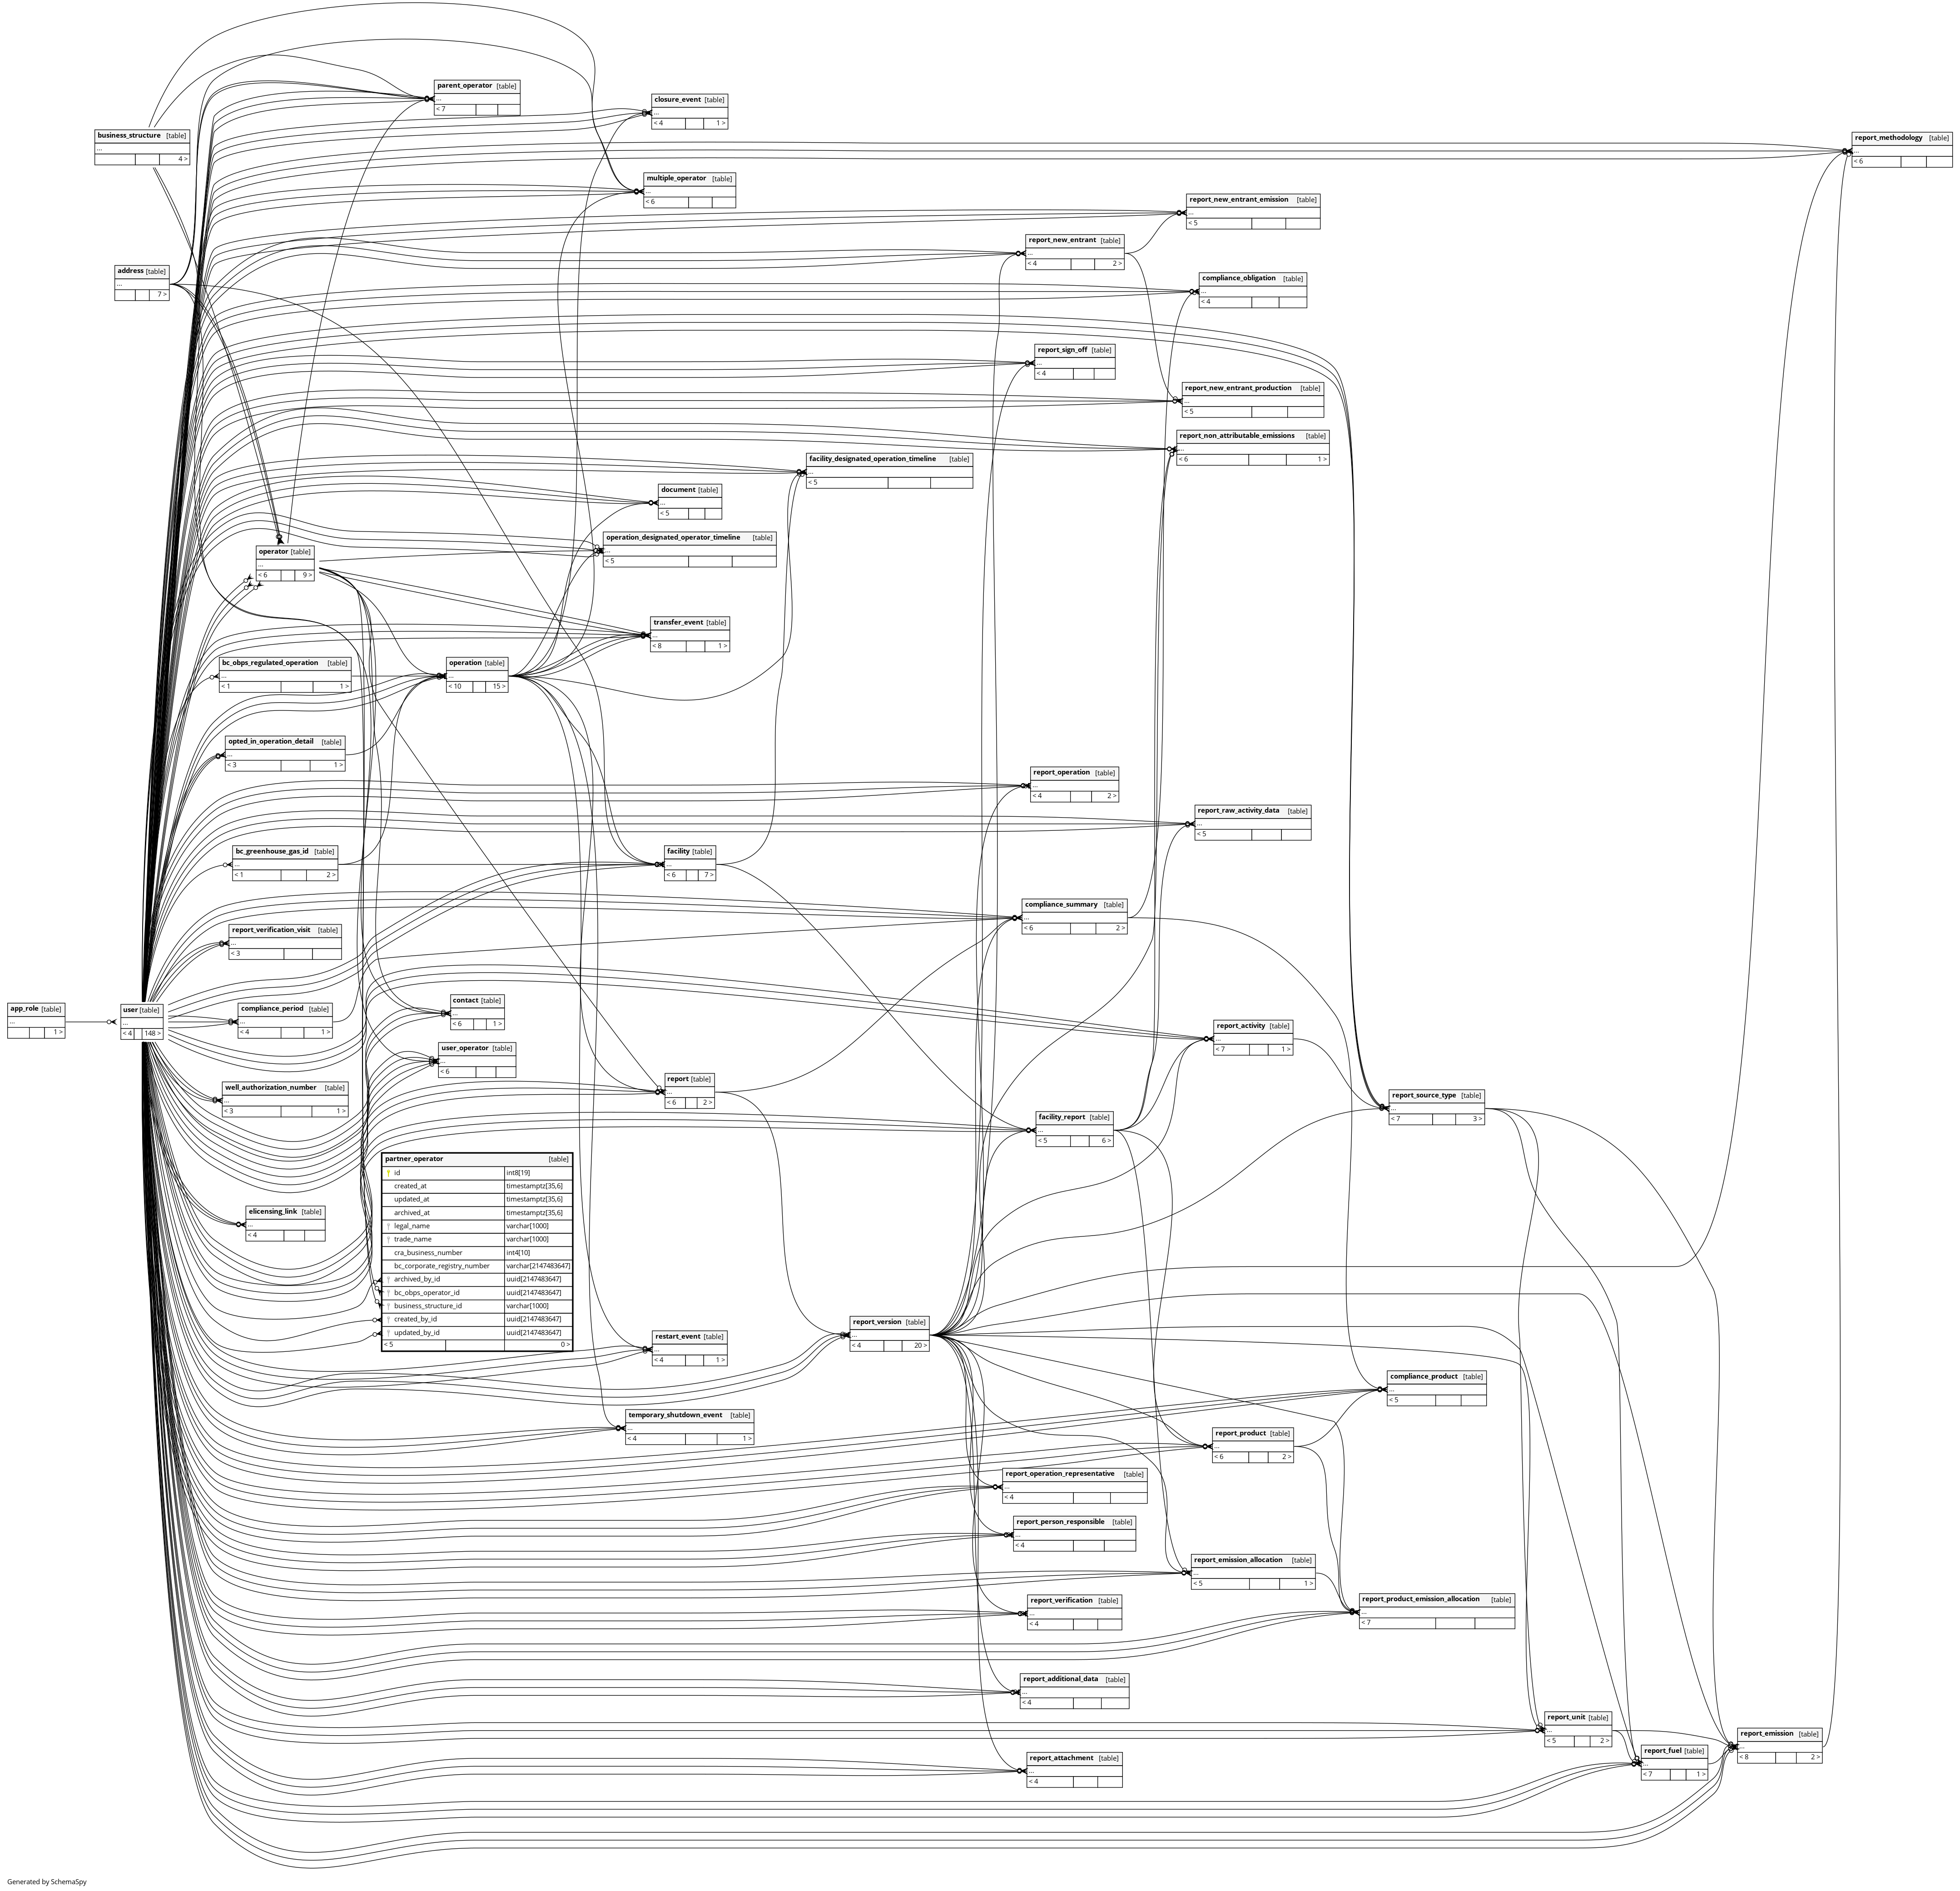 parent_operator [table]
...
< 7
closure_event [table]
...
< 4 1 >
business_structure [table]
...
4 >
report_methodology [table]
...
< 6
multiple_operator [table]
...
< 6
report_new_entrant_emission [table]
...
< 5
report_new_entrant [table]
...
< 4 2 >
address [table]
...
7 >
compliance_obligation [table]
...
< 4
report_sign_off [table]
...
< 4
report_new_entrant_production [table]
...
< 5
report_non_attributable_emissions [table]
...
< 6 1 >
facility_designated_operation_timeline [table]
...
< 5
document [table]
...
< 5
operation_designated_operator_timeline [table]
...
< 5
operator [table]
...
< 6 9 >
transfer_event [table]
...
< 8 1 >
bc_obps_regulated_operation [table]
...
< 1 1 >
operation [table]
...
< 10 15 >
opted_in_operation_detail [table]
...
< 3 1 >
report_operation [table]
...
< 4 2 >
report_raw_activity_data [table]
...
< 5
bc_greenhouse_gas_id [table]
...
< 1 2 >
facility [table]
...
< 6 7 >
compliance_summary [table]
...
< 6 2 >
report_verification_visit [table]
...
< 3
app_role [table]
...
1 >
user [table]
...
< 4 148 >
compliance_period [table]
...
< 4 1 >
contact [table]
...
< 6 1 >
report_activity [table]
...
< 7 1 >
user_operator [table]
...
< 6
well_authorization_number [table]
...
< 3 1 >
report [table]
...
< 6 2 >
report_source_type [table]
...
< 7 3 >
facility_report [table]
...
< 5 6 >
partner_operator [table]
id int8[19]
created_at timestamptz[35,6]
updated_at timestamptz[35,6]
archived_at timestamptz[35,6]
legal_name varchar[1000]
trade_name varchar[1000]
cra_business_number int4[10]
bc_corporate_registry_number varchar[2147483647]
archived_by_id uuid[2147483647]
bc_obps_operator_id uuid[2147483647]
business_structure_id varchar[1000]
created_by_id uuid[2147483647]
updated_by_id uuid[2147483647]
< 5 0 >
elicensing_link [table]
...
< 4
restart_event [table]
...
< 4 1 >
report_version [table]
...
< 4 20 >
compliance_product [table]
...
< 5
temporary_shutdown_event [table]
...
< 4 1 >
report_product [table]
...
< 6 2 >
report_operation_representative [table]
...
< 4
report_person_responsible [table]
...
< 4
report_emission_allocation [table]
...
< 5 1 >
report_verification [table]
...
< 4
report_product_emission_allocation [table]
...
< 7
report_additional_data [table]
...
< 4
report_unit [table]
...
< 5 2 >
report_emission [table]
...
< 8 2 >
report_fuel [table]
...
< 7 1 >
report_attachment [table]
...
< 4
Generated by SchemaSpy